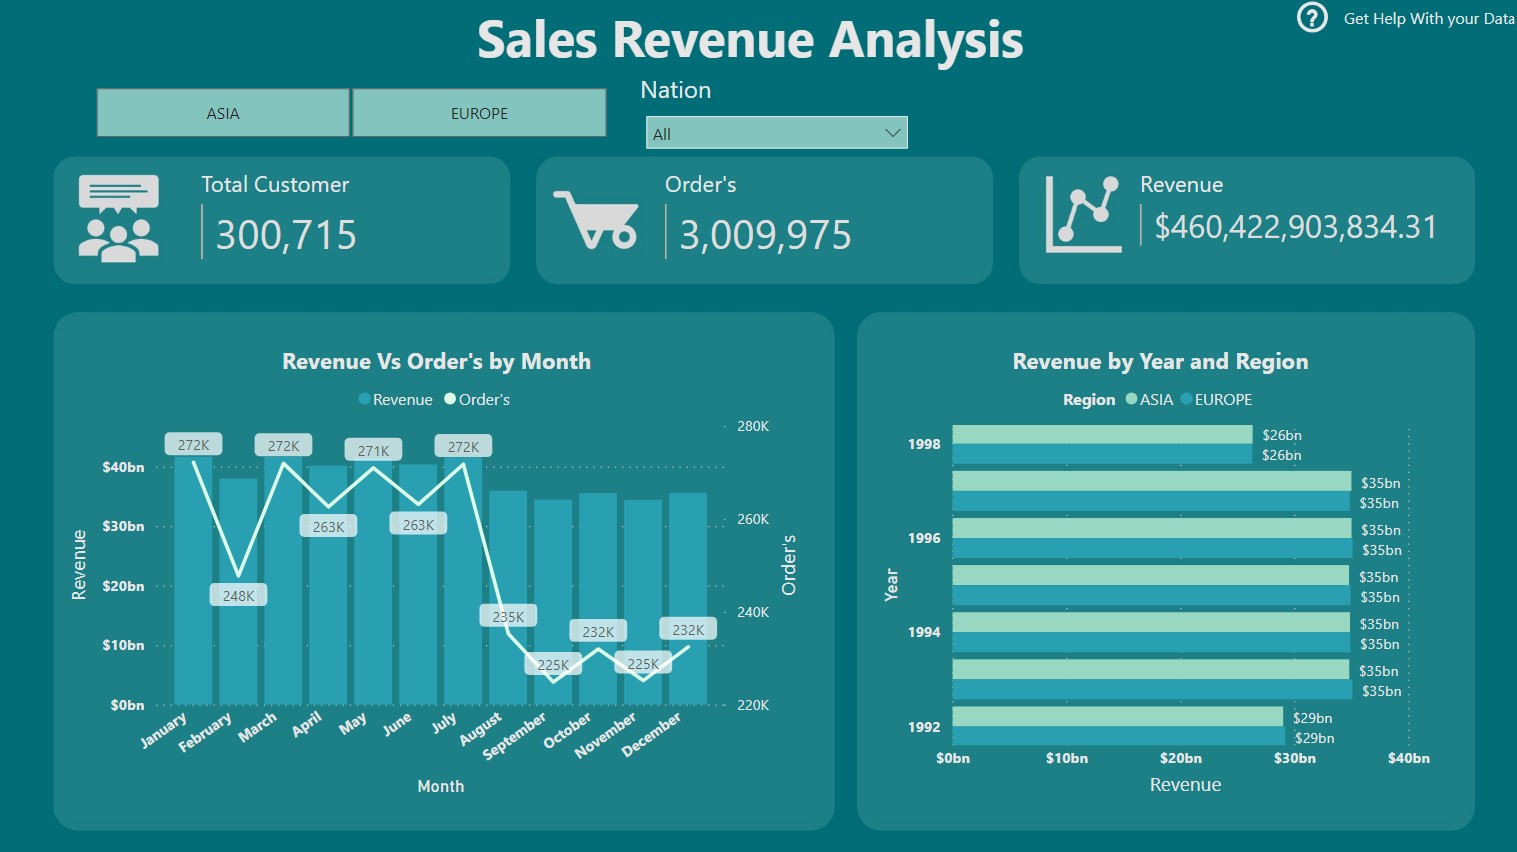 Sales Revenue Analysis
Get Help With your Data
ASIA
EUROPE
Nation
All
Total Customer
300,715
Order's
3,009,975
Revenue
$460,422,903,834.31
Revenue Vs Order's by Month
Revenue Order's
280K
260K
240K
220K
Order's
$40bn
$30bn
$20bn
$10bn
$0bn
Revenue
272K
248K
272K
263K
271K
263K
272K
235K
225K
232K
225K
232K
January
February
March
April
May
June
July
August
September
October
November
December
Month
Revenue by Year and Region
Region ASIA EUROPE
1998
$26bn
$26bn
$35bn
$35bn
1996
$35bn
$35bn
$35bn
$35bn
1994
$35bn
$35bn
$35bn
$35bn
1992
$29bn
$29bn
Year
$0bn $10bn $20bn $30bn $40bn
Revenue